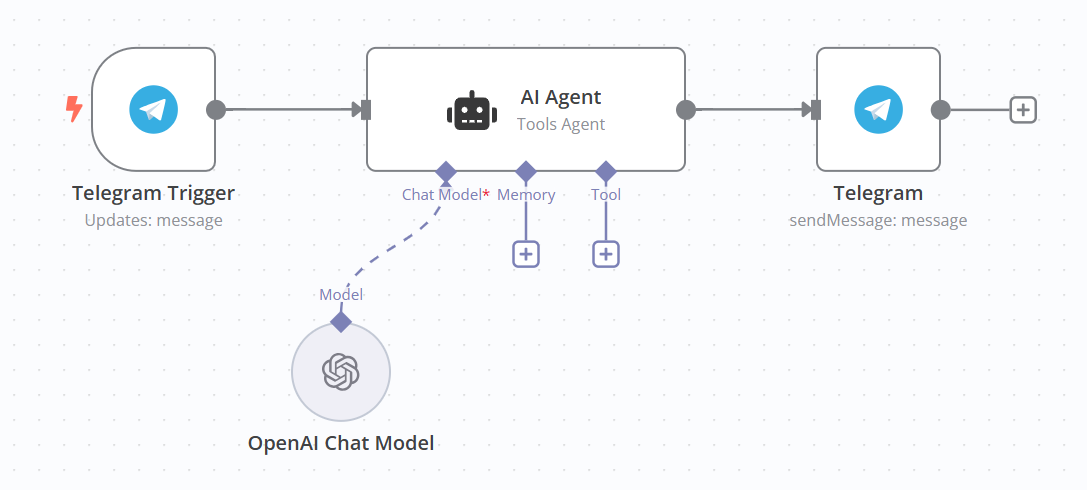 AI Agent
Tools Agent
Chat Model*
Memory
Tool
Telegram Trigger
Updates: message
Telegram
sendMessage: message
Model
OpenAI Chat Model